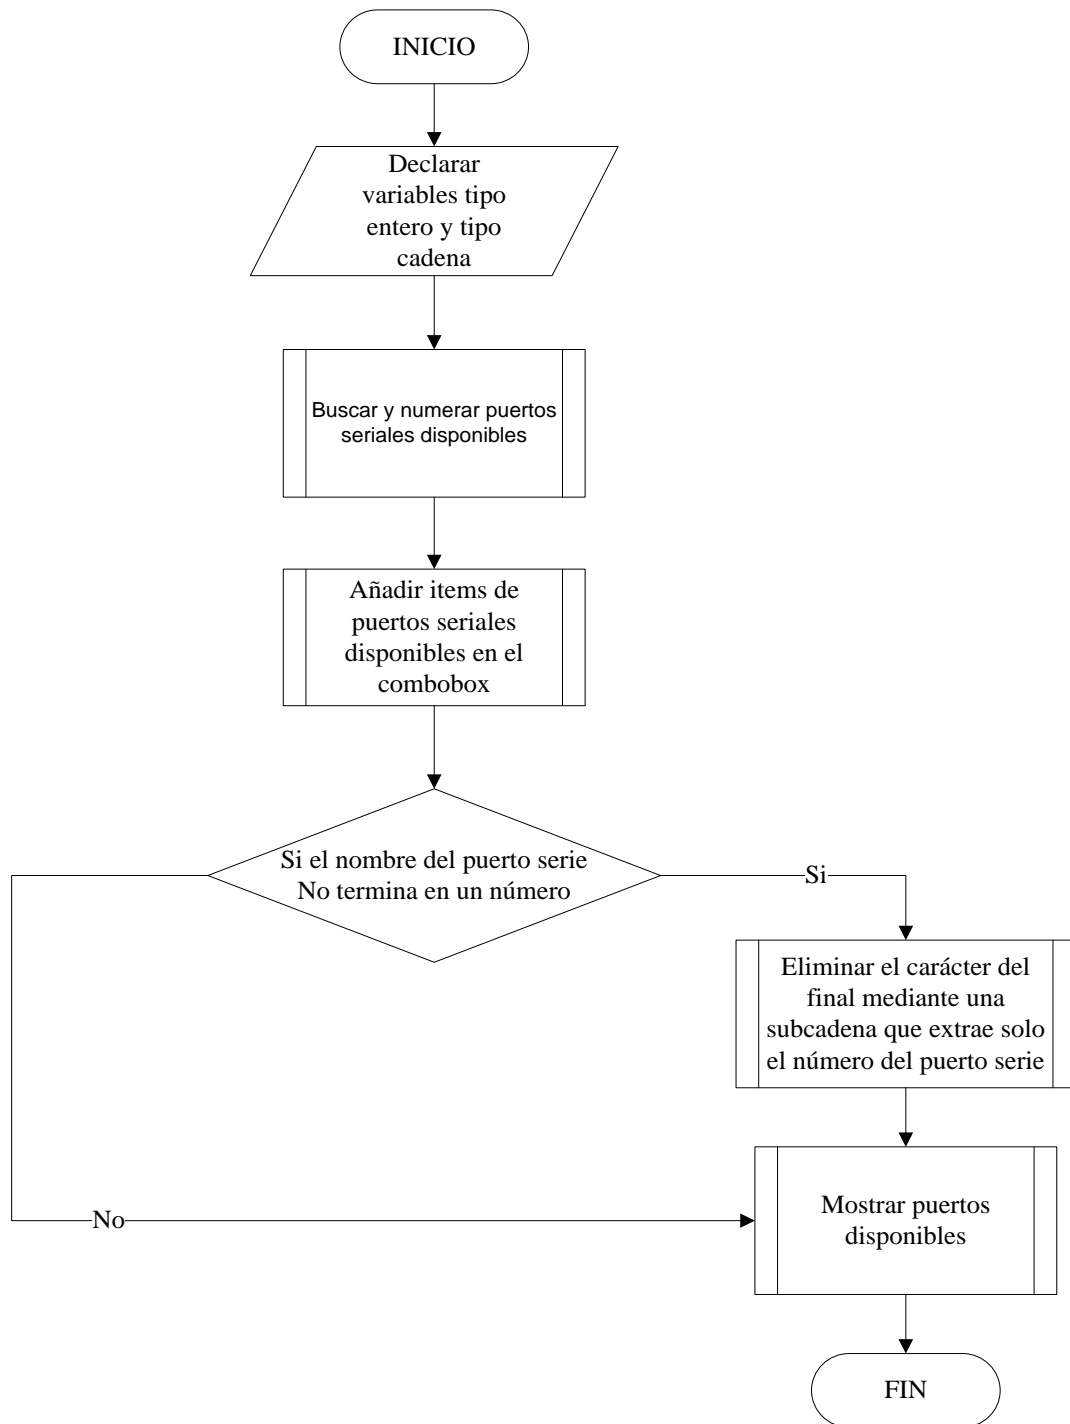 INICIO
Declarar
variables tipo
entero y tipo
cadena
Buscar y numerar puertos
seriales disponibles
Añadir items de
puertos seriales
disponibles en el
combobox
Si el nombre del puerto serie
No termina en un número
Si
Eliminar el carácter del
final mediante una
subcadena que extrae solo
el número del puerto serie
No
Mostrar puertos
disponibles
FIN